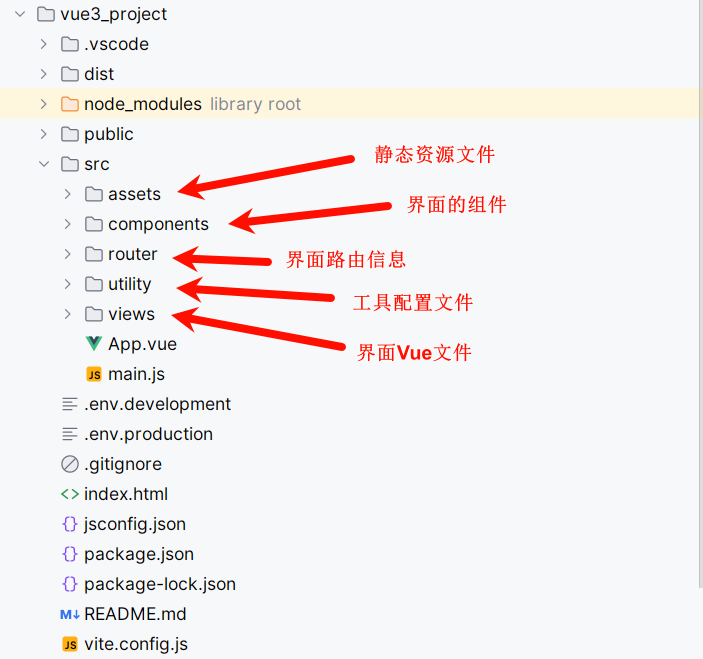 vue3_project
.vscode
dist
node_modules library root
public
src
静态资源文件
assets
界面的组件
components
router
界面路由信息
utility
工具配置文件
views
App.vue
界面Vue文件
JS main.js
.env.development
.env.production
.gitignore
<> index.html
{} jsconfig.json
{} package.json
{} package-lock.json
M↓ README.md
JS vite.config.js